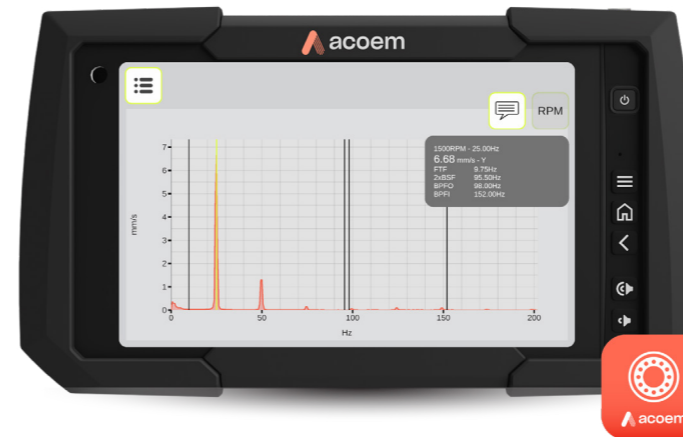 acoem
RPM
1500RPM - 25.00Hz
6.68 mm/s - Y
FTF 9.75Hz
2xBSF 95.50Hz
BPFO 98.00Hz
BPFI 152.00Hz
mm/s
7
6
5
4
3
2
1
0
0 50 100 150 200
Hz
acoem